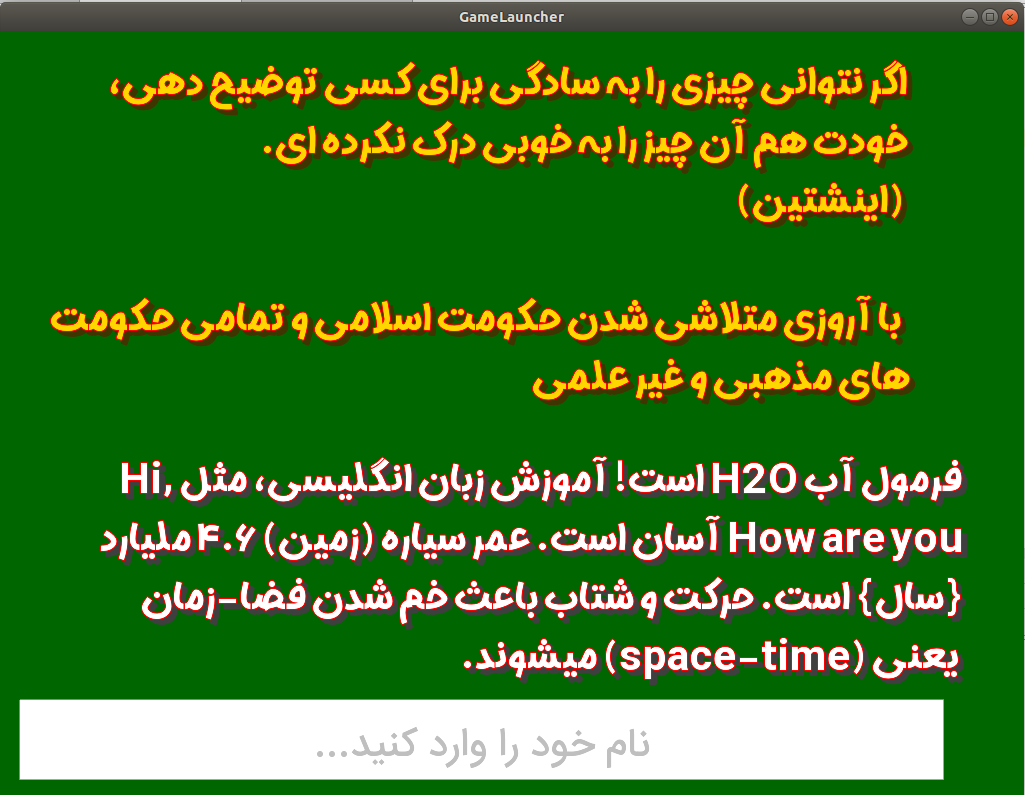 GameLauncher
اگر نتوانی چیزی را به سادگی برای کسی توضیح دهی،
خودت هم آن چیز را به خوبی درک نکرده ای.
(اینشتین)
با آروزی متلاشی شدن حکومت اسلامی و تمامی حکومت
های مذهبی و غیر علمی
فرمول آب H2O است! آموزش زبان انگلیسی، مثل Hi,
How are you آسان است. عمر سیاره (زمین) ۴.۶ ملیارد
{سال} است. حرکت و شتاب باعث خم شدن فضا-زمان
یعنی (space-time) میشوند.
نام خود را وارد کنید...